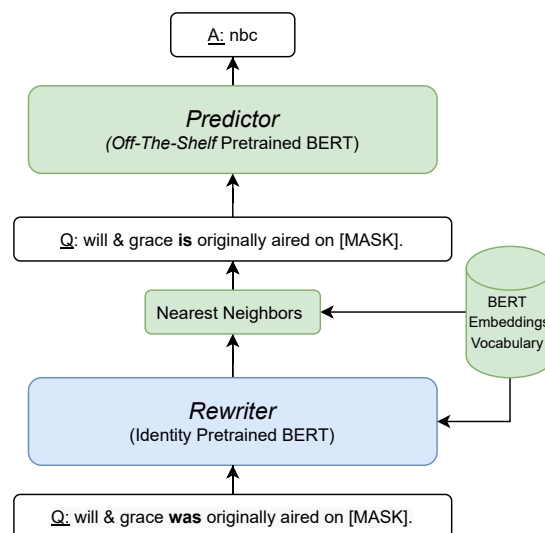 A: nbc
Predictor
(Off-The-Shelf Pretrained BERT)
Q: will & grace is originally aired on [MASK].
Nearest Neighbors
BERT
Embeddings
Vocabulary
Rewriter
(Identity Pretrained BERT)
Q: will & grace was originally aired on [MASK].